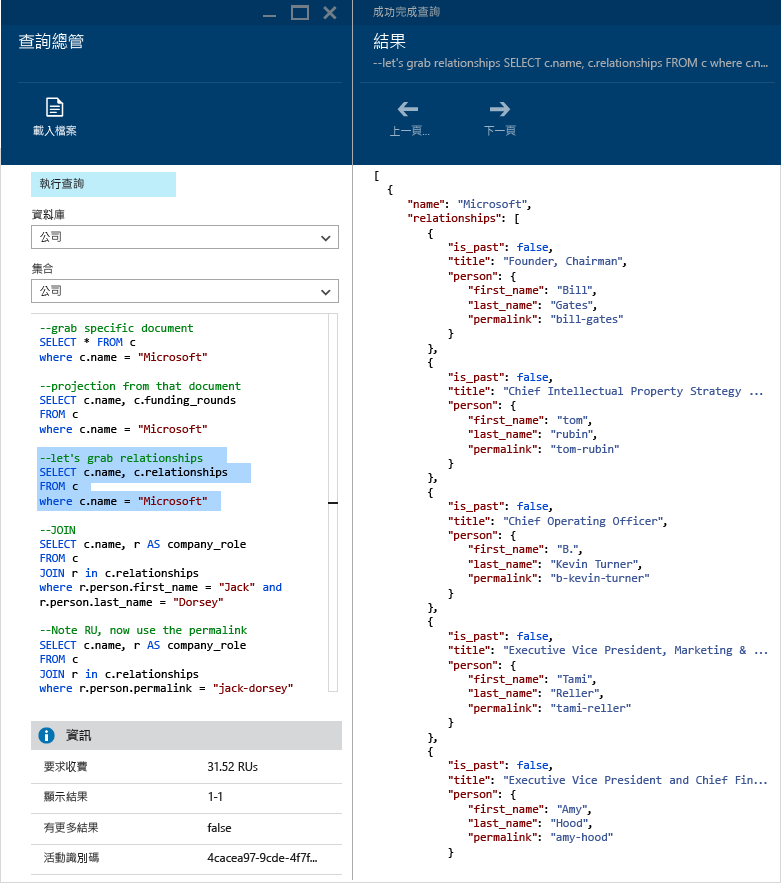 查詢總管
載入檔案
執行查詢
資料庫
公司
集合
公司
--grab specific document
SELECT * FROM c
where c.name = "Microsoft"
--projection from that document
SELECT c.name, c.funding_rounds
FROM c
where c.name = "Microsoft"
--let's grab relationships
SELECT c.name, c.relationships
FROM c
where c.name = "Microsoft"
--JOIN
SELECT c.name, r AS company_role
FROM c
JOIN r in c.relationships
where r.person.first_name = "Jack" and
r.person.last_name = "Dorsey"
--Note RU, now use the permalink
SELECT c.name, r AS company_role
FROM c
JOIN r in c.relationships
where r.person.permalink = "jack-dorsey"
資訊
要求收費 31.52 RUs
顯示結果 1-1
有更多結果 false
活動識別碼 4cacea97-9cde-4f7f...
成功完成查詢
結果
--let's grab relationships SELECT c.name, c.relationships FROM c where c.n...
上一頁... 下一頁
[
{
"name": "Microsoft",
"relationships": [
{
"is_past": false,
"title": "Founder, Chairman",
"person": {
"first_name": "Bill",
"last_name": "Gates",
"permalink": "bill-gates"
}
},
{
"is_past": false,
"title": "Chief Intellectual Property Strategy ...
"person": {
"first_name": "tom",
"last_name": "rubin",
"permalink": "tom-rubin"
}
},
{
"is_past": false,
"title": "Chief Operating Officer",
"person": {
"first_name": "B.",
"last_name": "Kevin Turner",
"permalink": "b-kevin-turner"
}
},
{
"is_past": false,
"title": "Executive Vice President, Marketing & ...
"person": {
"first_name": "Tami",
"last_name": "Reller",
"permalink": "tami-reller"
}
},
{
"is_past": false,
"title": "Executive Vice President and Chief Fin...
"person": {
"first_name": "Amy",
"last_name": "Hood",
"permalink": "amy-hood"
}